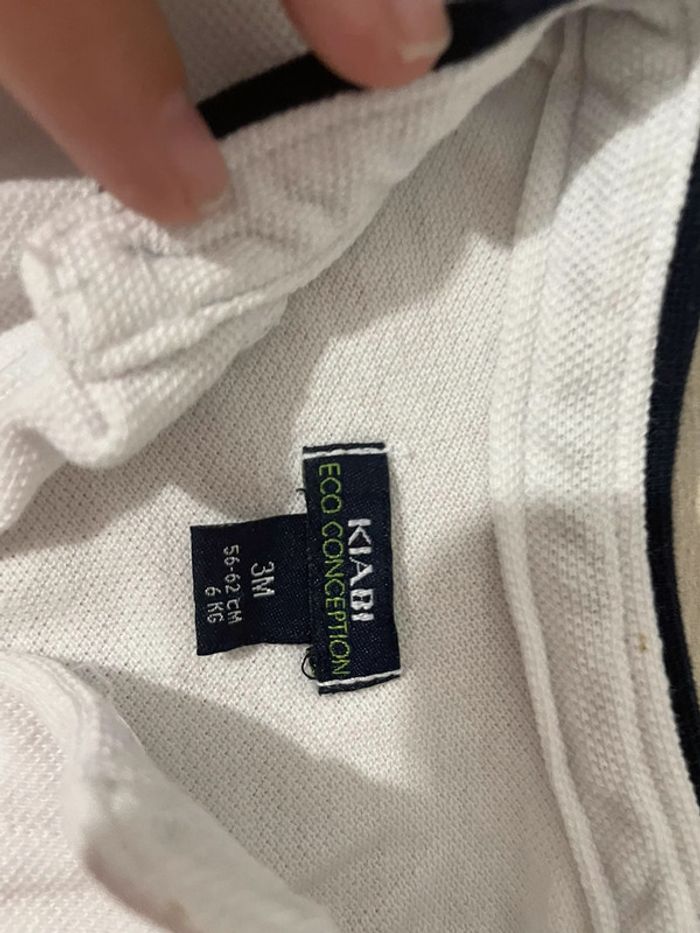 KIABI
ECO CONCEPTION
3M
56-62 CM
6 KG